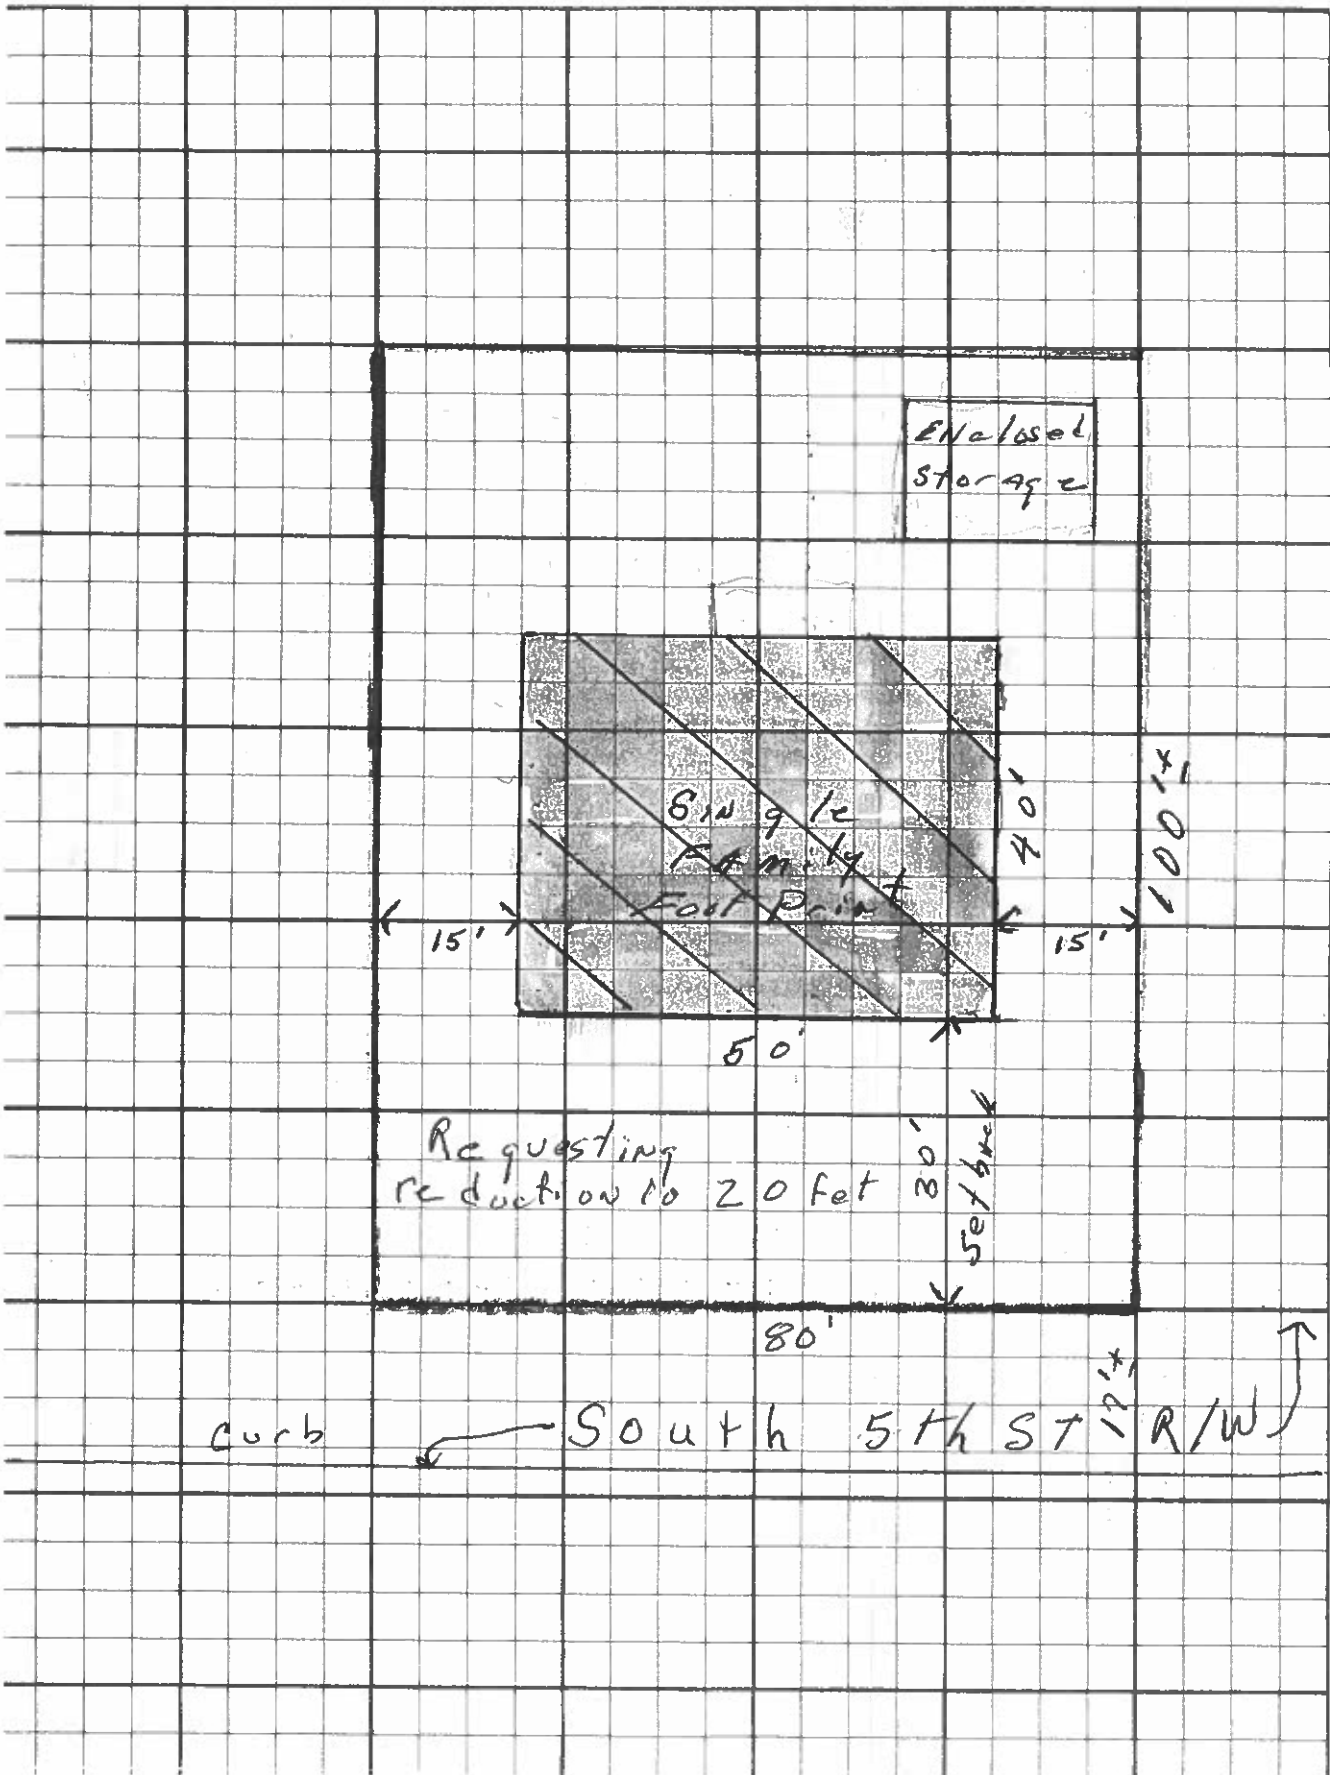 ENclosed
Storage
Single
Family
Foot Print
40'
100'±
15'
15'
50'
Requesting
reduction to 20 fet
30'
Setback
80'
17'±
curb
South 5th ST R/W